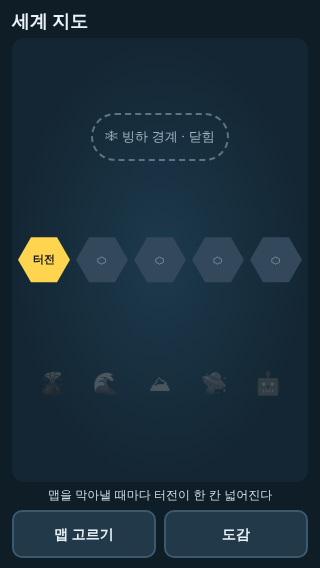 세계 지도
🕸 빙하 경계 · 닫힘
터전
맵을 막아낼 때마다 터전이 한 칸 넓어진다
맵 고르기
도감